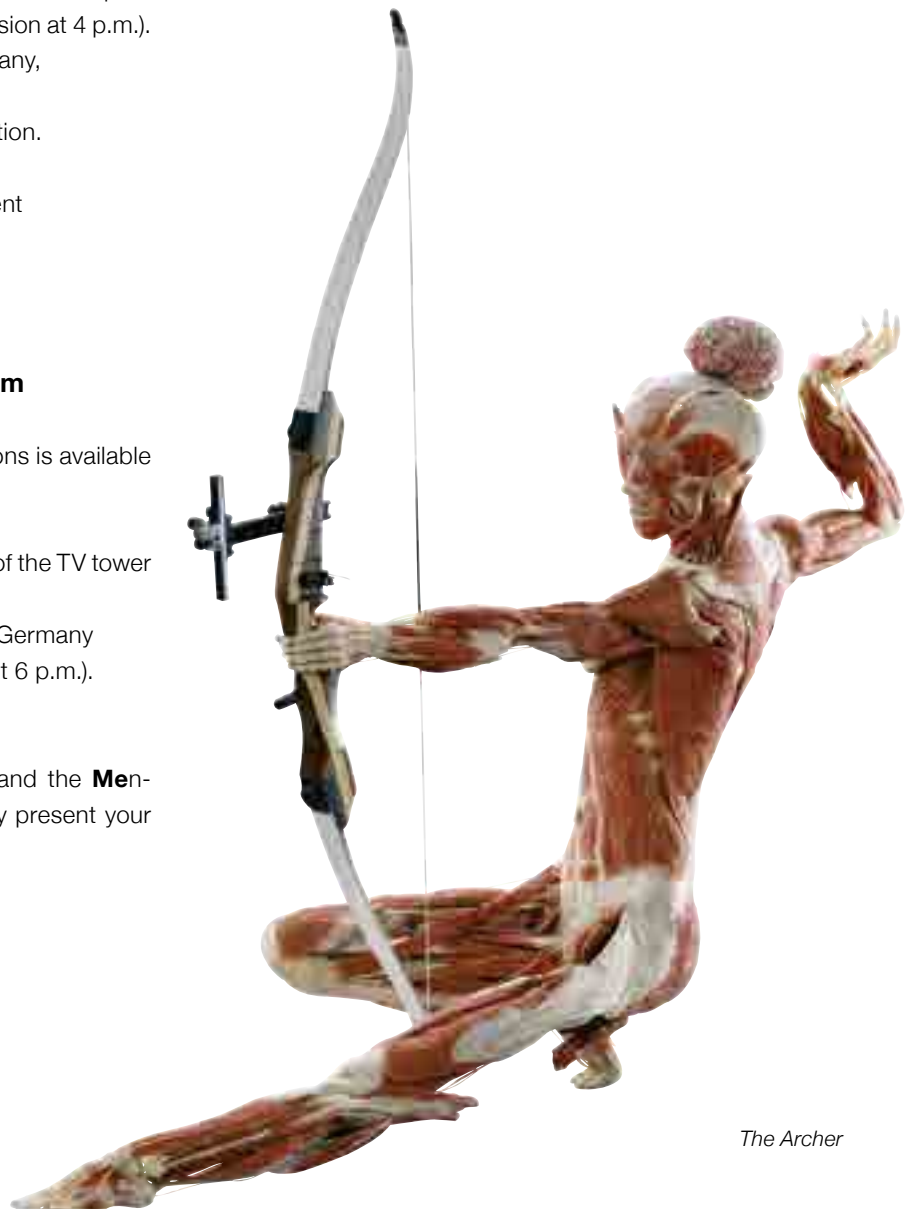 sion at 4 p.m.).
any,
tion.
ent
m
ons is available
of the TV tower
Germany
t 6 p.m.).
and the Men-
y present your
The Archer